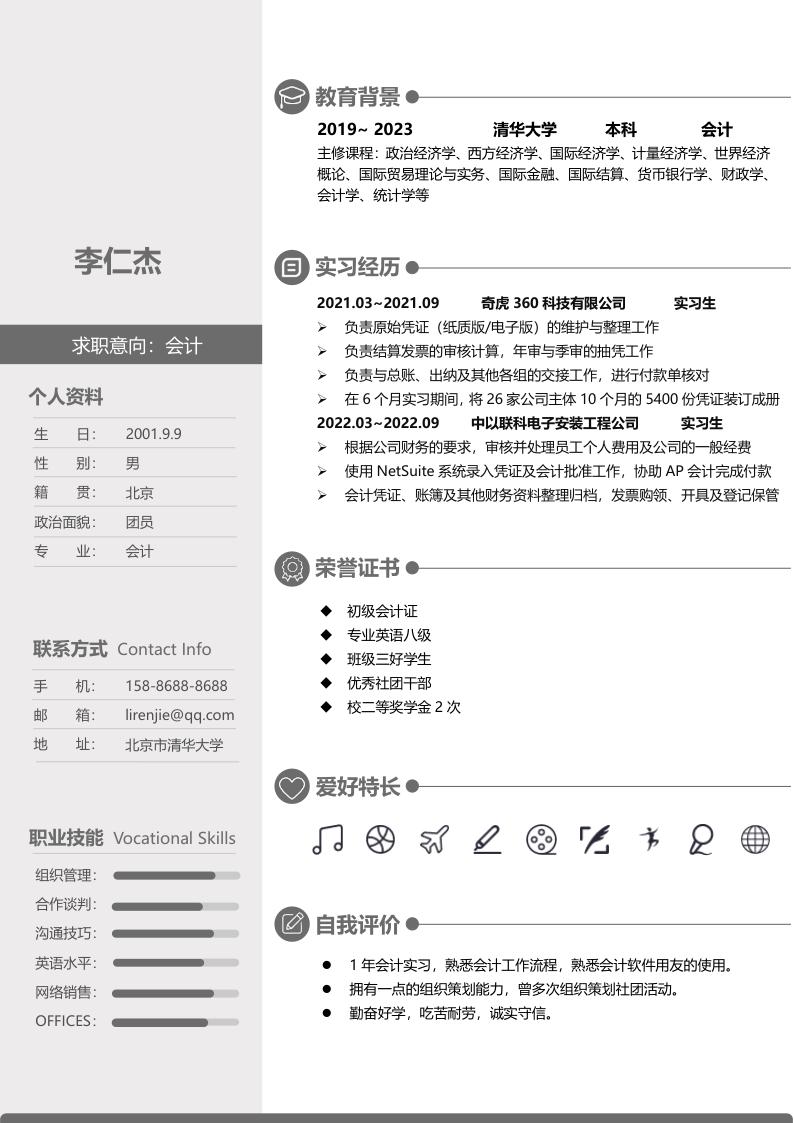 李仁杰
求职意向：会计
个人资料
生 日： 2001.9.9
性 别： 男
籍 贯： 北京
政治面貌： 团员
专 业： 会计
联系方式 Contact Info
手 机： 158-8688-8688
邮 箱： lirenjie@qq.com
地 址： 北京市清华大学
职业技能 Vocational Skills
组织管理：
合作谈判：
沟通技巧：
英语水平：
网络销售：
OFFICES：
教育背景
2019~ 2023 清华大学 本科 会计
主修课程：政治经济学、西方经济学、国际经济学、计量经济学、世界经济
概论、国际贸易理论与实务、国际金融、国际结算、货币银行学、财政学、
会计学、统计学等
实习经历
2021.03~2021.09 奇虎 360 科技有限公司 实习生
负责原始凭证（纸质版/电子版）的维护与整理工作
负责结算发票的审核计算，年审与季审的抽凭工作
负责与总账、出纳及其他各组的交接工作，进行付款单核对
在 6 个月实习期间，将 26 家公司主体 10 个月的 5400 份凭证装订成册
2022.03~2022.09 中以联科电子安装工程公司 实习生
根据公司财务的要求，审核并处理员工个人费用及公司的一般经费
使用 NetSuite 系统录入凭证及会计批准工作，协助 AP 会计完成付款
会计凭证、账簿及其他财务资料整理归档，发票购领、开具及登记保管
荣誉证书
初级会计证
专业英语八级
班级三好学生
优秀社团干部
校二等奖学金 2 次
爱好特长
自我评价
1 年会计实习，熟悉会计工作流程，熟悉会计软件用友的使用。
拥有一点的组织策划能力，曾多次组织策划社团活动。
勤奋好学，吃苦耐劳，诚实守信。